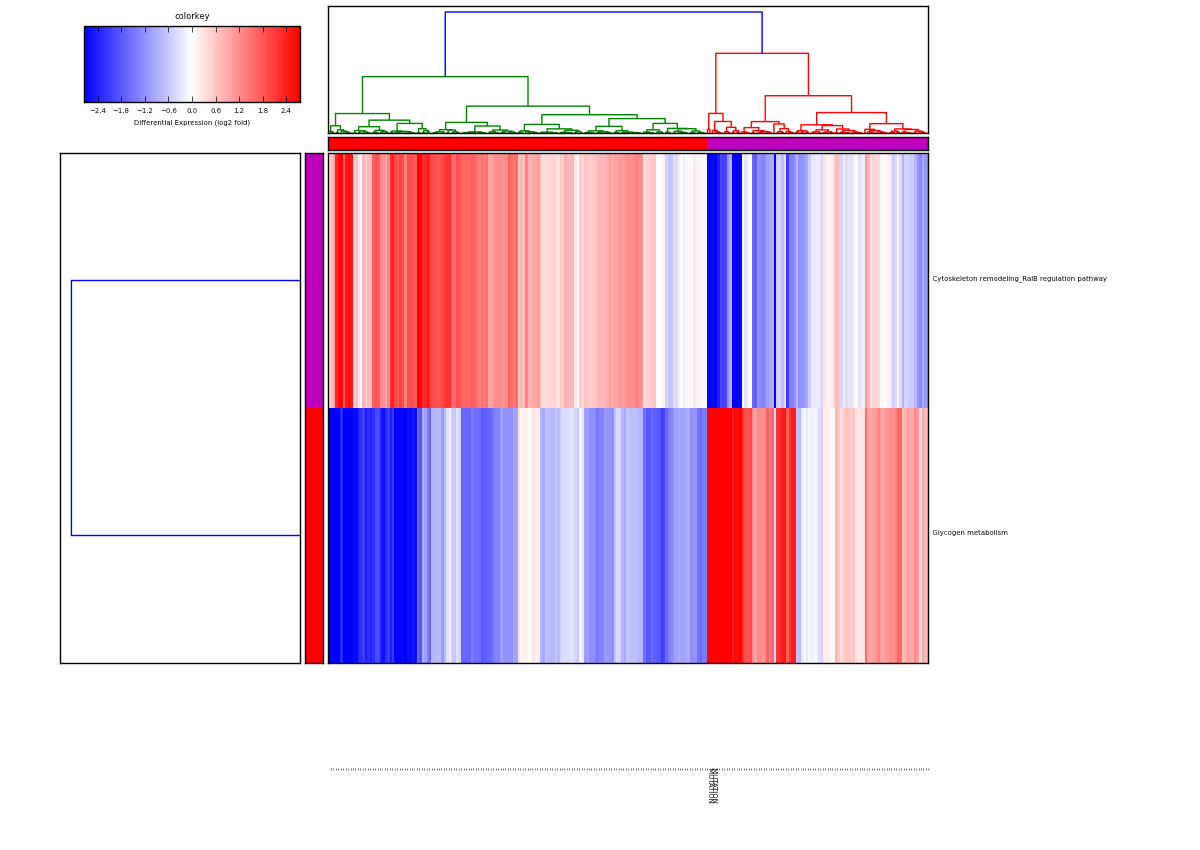 colorkey
−2.4 −1.8 −1.2 −0.6 0.0 0.6 1.2 1.8 2.4
Differential Expression (log2 fold)
Cytoskeleton remodeling_RalB regulation pathway
Glycogen metabolism
MUTATION